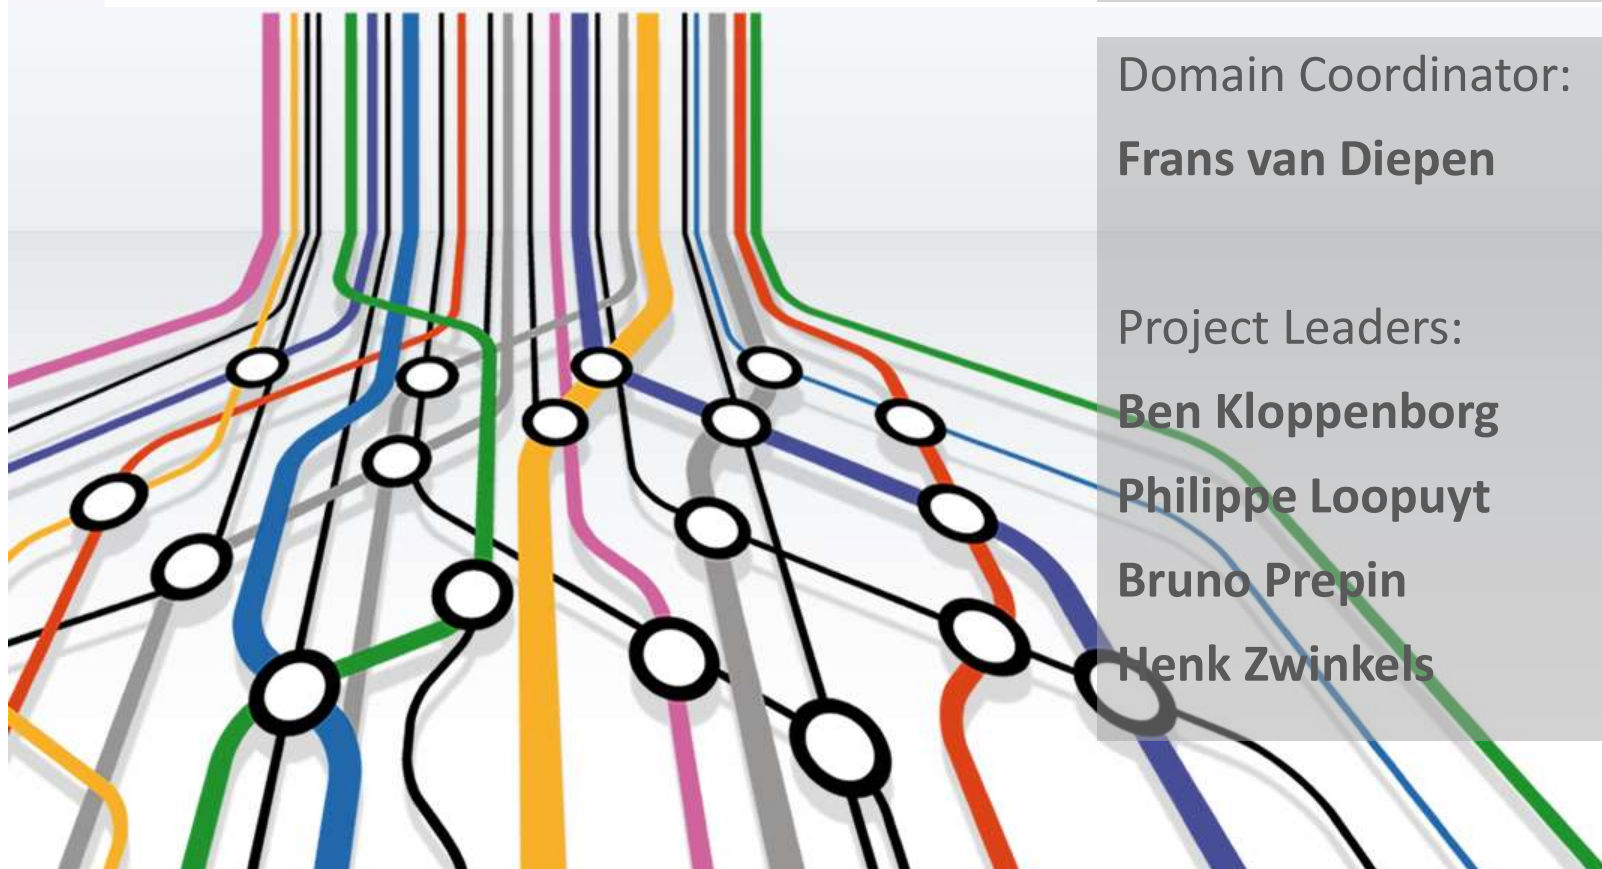 Domain Coordinator:
Frans van Diepen
Project Leaders:
Ben Kloppenborg
Philippe Loopuyt
Bruno Prepin
Henk Zwinkels